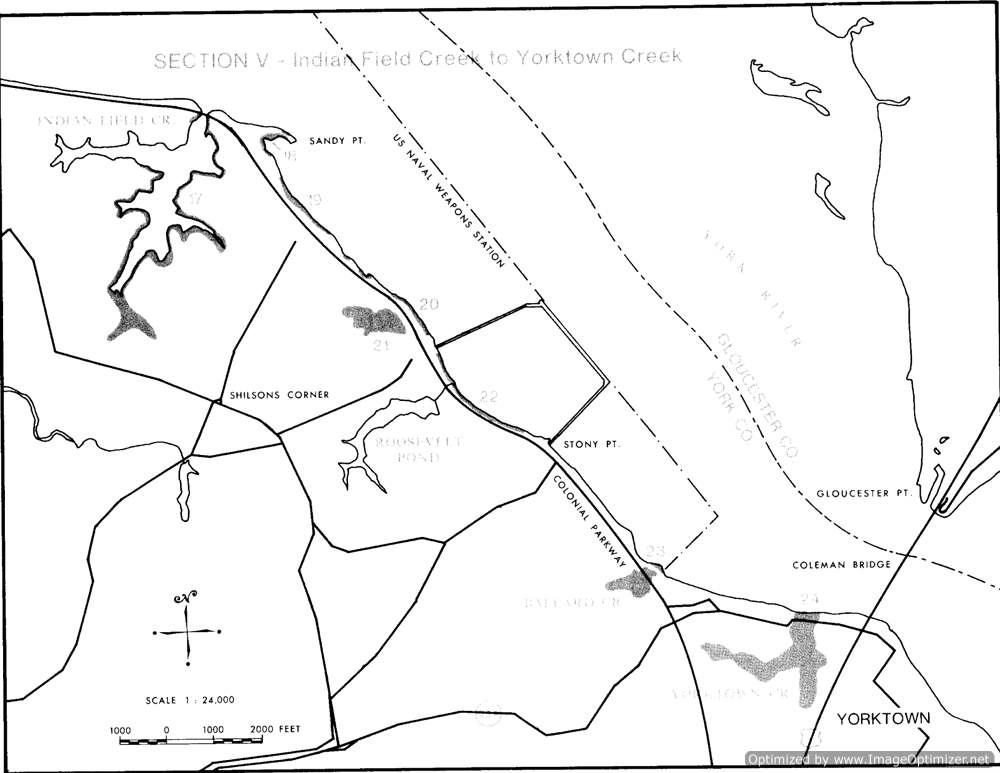 SECTION V - Indian Field Creek to Yorktown Creek
INDIAN FIELD CR.
SANDY PT.
18
17
19
US NAVAL WEAPONS STATION
YORK RIVER
20
21
GLOUCESTER CO
YORK CO
SHILSONS CORNER
22
ROOSEVELT
POND
STONY PT.
GLOUCESTER PT.
COLONIAL PARKWAY
23
COLEMAN BRIDGE
BALLARD CR.
24
N
YORKTOWN CR.
SCALE 1 : 24,000
1000 0 1000 2000 FEET
YORKTOWN
Optimized by www.ImageOptimizer.net